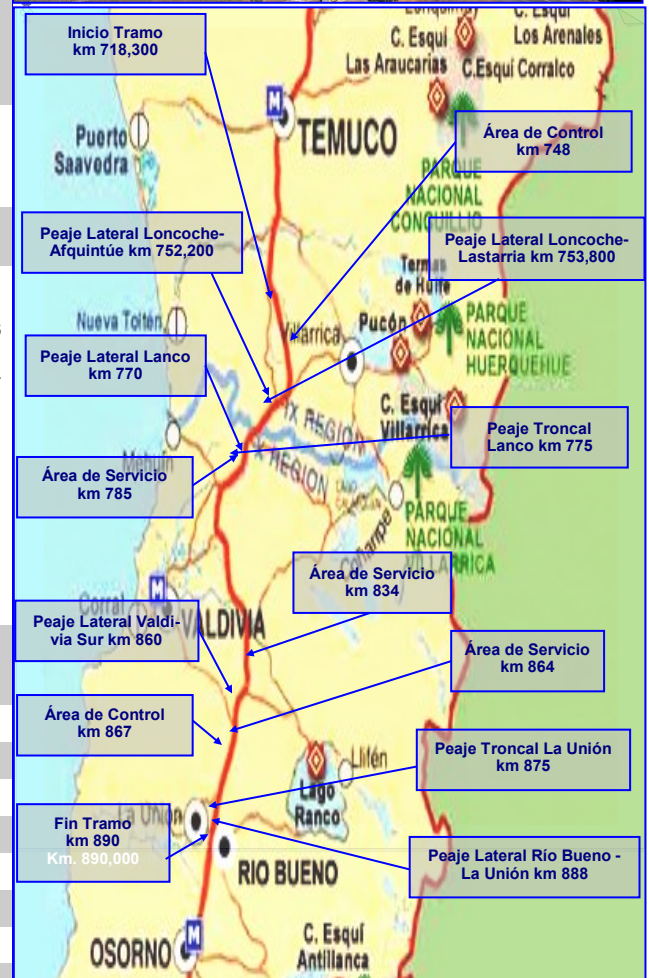 C. Esquí
Los Arenales
C. Esqui
Las Araucarias
C.Esquí Corralco
Inicio Tramo
km 718,300
TEMUCO
Puerto
Saavedra
Área de Control
km 748
PARQUE
NACIONAL
CONGUILLIO
Peaje Lateral Loncoche-
Afquintúe km 752,200
Peaje Lateral Loncoche-
Lastarria km 753,800
Termas
de Huife
Nueva Toltén
Villarrica
Pucón
PARQUE
NACIONAL
HUERQUEHUE
Peaje Lateral Lanco
km 770
C. Esquí
Villarrica
IX REGION
X REGION
Peaje Troncal
Lanco km 775
Mehuín
Área de Servicio
km 785
Coñaripe
PARQUE
NACIONAL
VILLARRICA
Área de Servicio
km 834
Corral
VALDIVIA
Peaje Lateral Valdi-
via Sur km 860
Área de Servicio
km 864
Área de Control
km 867
Llifén
Lago
Ranco
Peaje Troncal La Unión
km 875
La Unión
Fin Tramo
km 890
Km. 890,000
RIO BUENO
Peaje Lateral Río Bueno -
La Unión km 888
OSORNO
C. Esquí
Antillanca